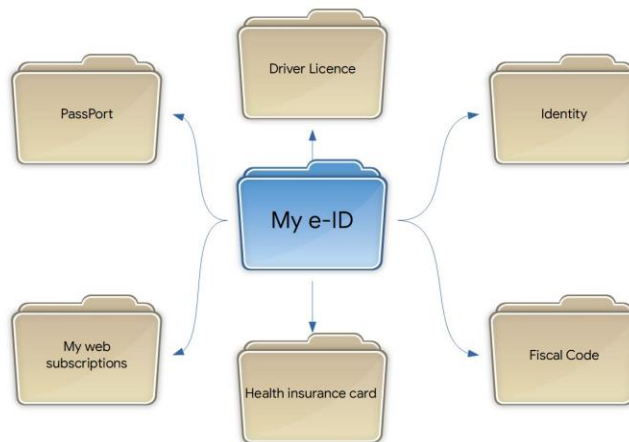 Driver Licence
PassPort
Identity
My e-ID
My web
subscriptions
Health insurance card
Fiscal Code